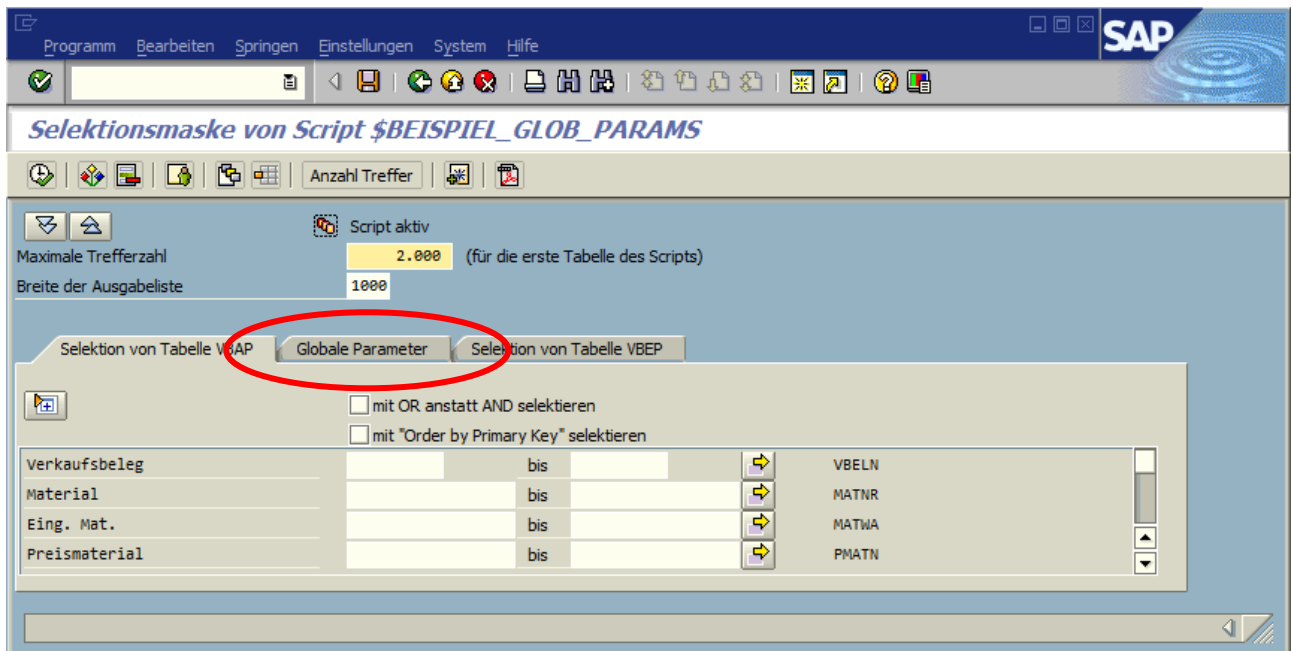 Programm Bearbeiten Springen Einstellungen System Hilfe
SAP
Selektionsmaske von Script $BEISPIEL_GLOB_PARAMS
Anzahl Treffer
Script aktiv
Maximale Trefferzahl 2.000 (für die erste Tabelle des Scripts)
Breite der Ausgabeliste 1000
Selektion von Tabelle VBAP Globale Parameter Selektion von Tabelle VBEP
mit OR anstatt AND selektieren
mit "Order by Primary Key" selektieren
Verkaufsbeleg bis VBELN
Material bis MATNR
Eing. Mat. bis MATWA
Preismaterial bis PMATN